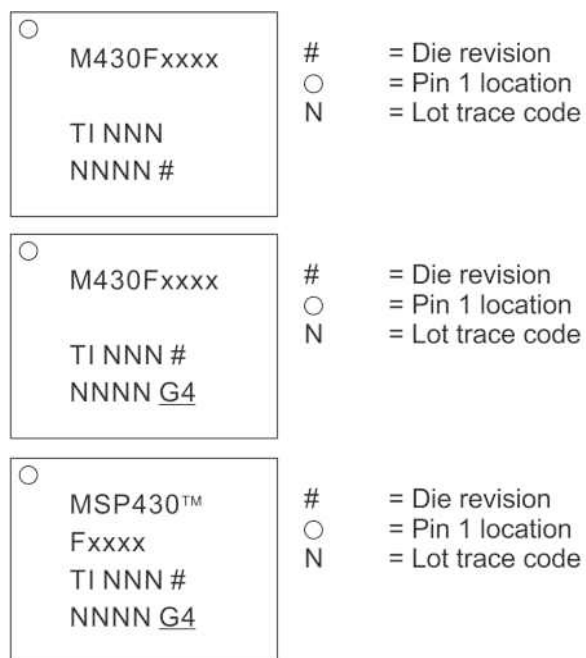 M430Fxxxx
TI NNN
NNNN #
# = Die revision
○ = Pin 1 location
N = Lot trace code
M430Fxxxx
TI NNN #
NNNN G4
# = Die revision
○ = Pin 1 location
N = Lot trace code
MSP430™
Fxxxx
TI NNN #
NNNN G4
# = Die revision
○ = Pin 1 location
N = Lot trace code